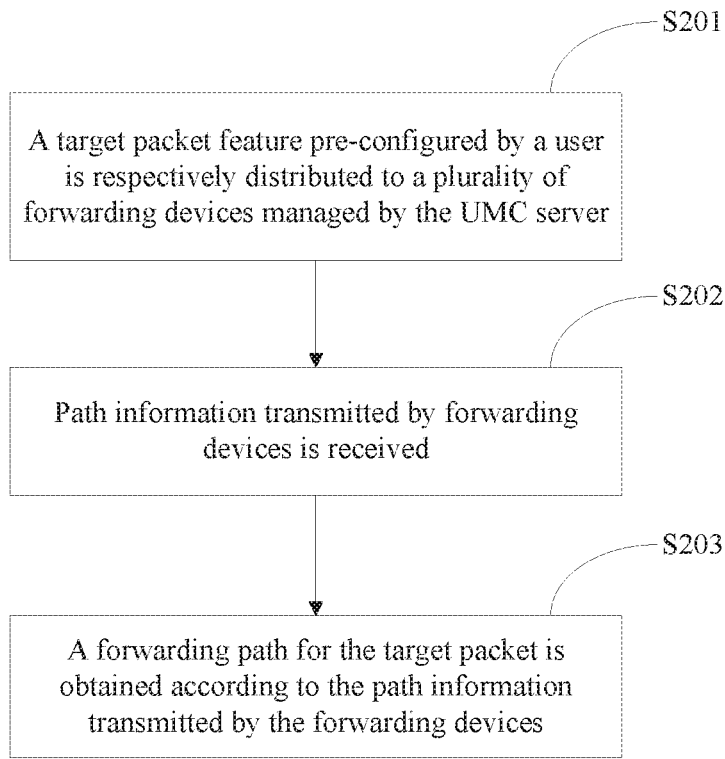 S201
A target packet feature pre-configured by a user
is respectively distributed to a plurality of
forwarding devices managed by the UMC server
S202
Path information transmitted by forwarding
devices is received
S203
A forwarding path for the target packet is
obtained according to the path information
transmitted by the forwarding devices